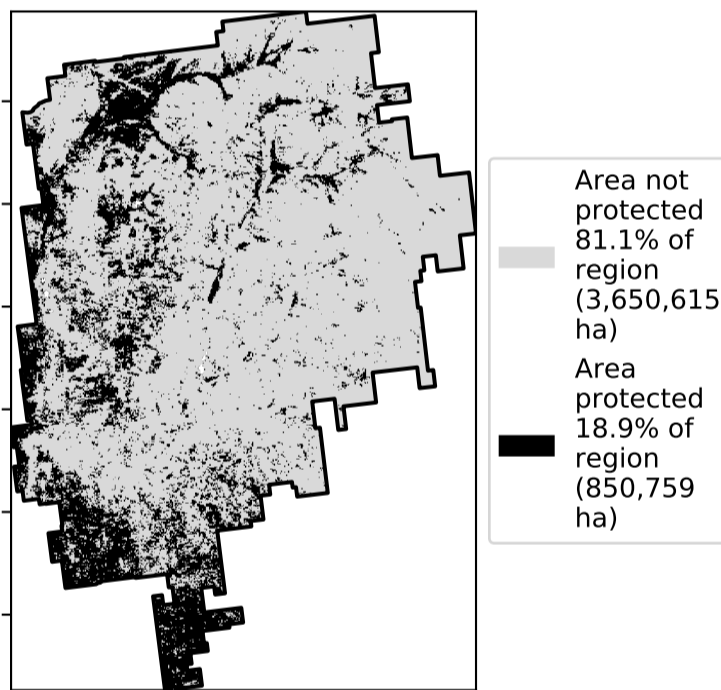 Area not
protected
81.1% of
region
(3,650,615
ha)
Area
protected
18.9% of
region
(850,759
ha)